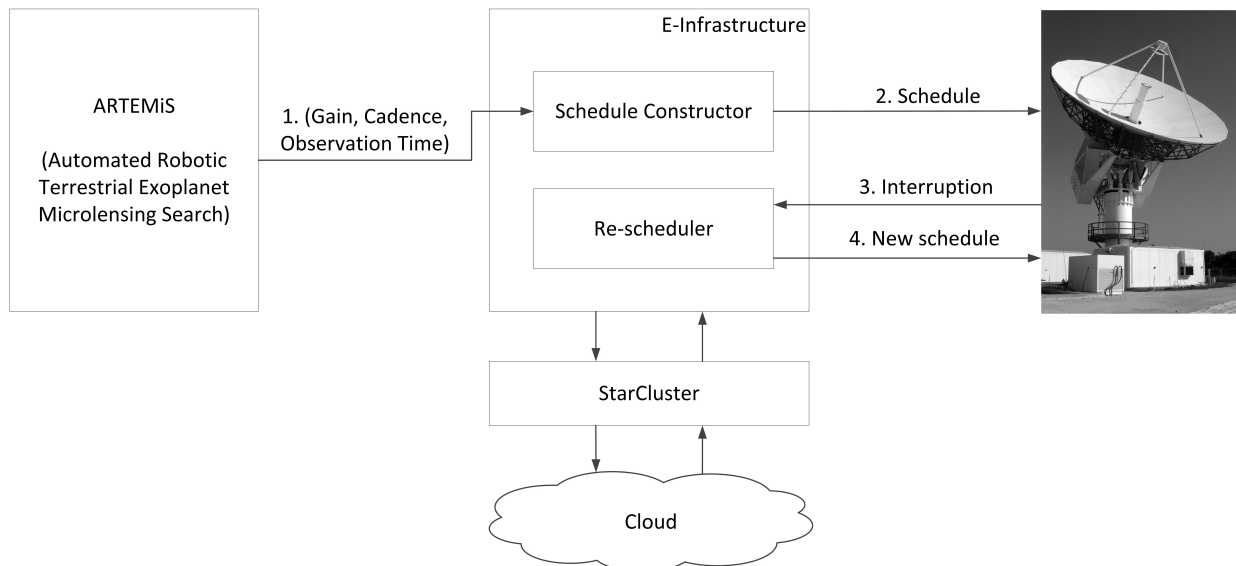 E-Infrastructure
ARTEMiS
(Automated Robotic
Terrestrial Exoplanet
Microlensing Search)
1. (Gain, Cadence,
Observation Time)
Schedule Constructor
2. Schedule
3. Interruption
Re-scheduler
4. New schedule
StarCluster
Cloud